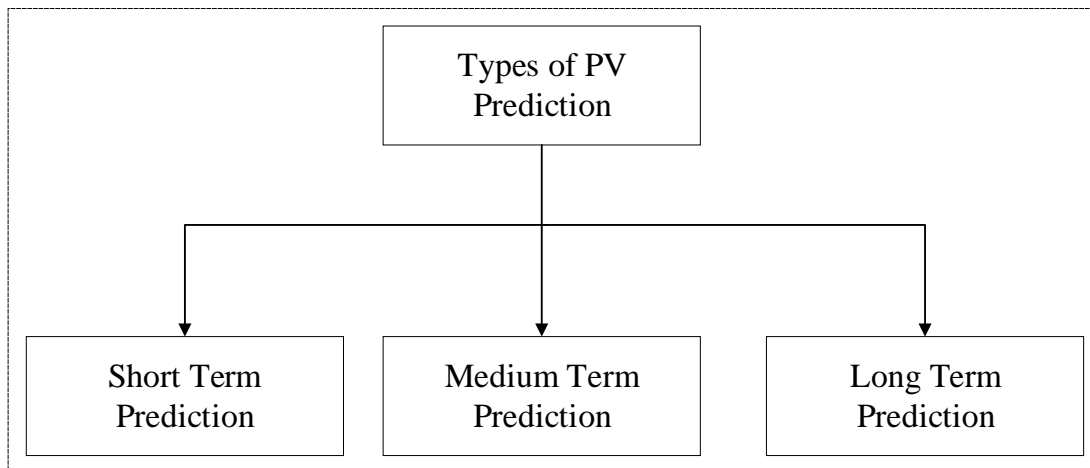 Types of PV
Prediction
Short Term
Prediction
Medium Term
Prediction
Long Term
Prediction